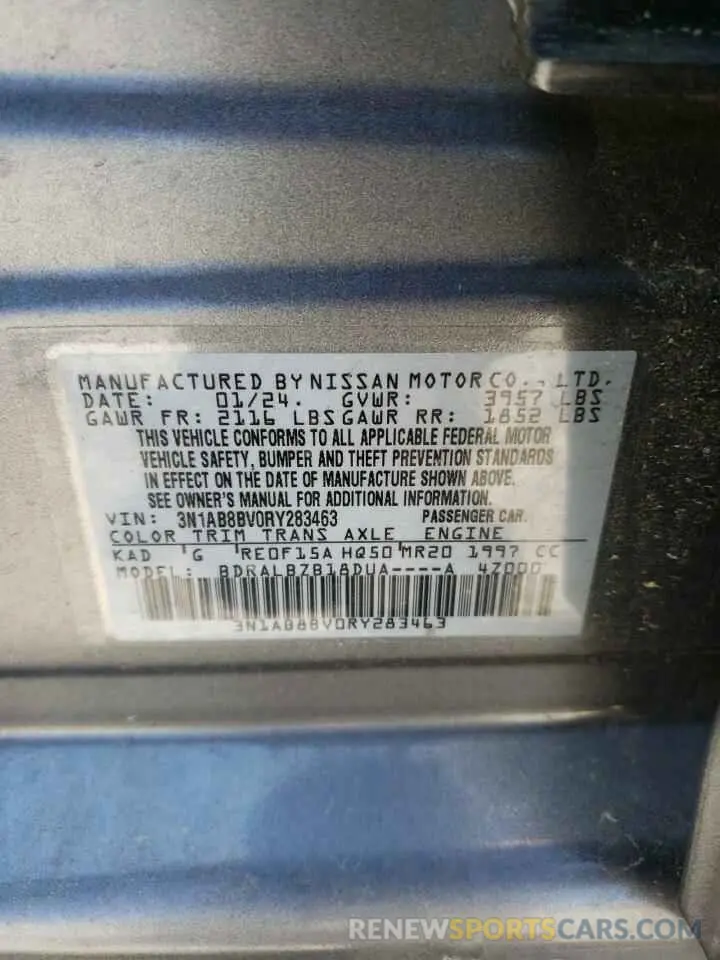 MANUFACTURED BY NISSAN MOTOR CO., LTD.
DATE: 01/24. GVWR: 3957 LBS
GAWR FR: 2116 LBS GAWR RR: 1852 LBS
THIS VEHICLE CONFORMS TO ALL APPLICABLE FEDERAL MOTOR
VEHICLE SAFETY, BUMPER AND THEFT PREVENTION STANDARDS
IN EFFECT ON THE DATE OF MANUFACTURE SHOWN ABOVE.
SEE OWNER'S MANUAL FOR ADDITIONAL INFORMATION.
VIN: 3N1AB8BV0RY283463 PASSENGER CAR.
COLOR TRIM TRANS AXLE ENGINE
KAD G RE0F15A HQ50 MR20 1997 CC
MODEL: BDRALBZB18DUA----A 4Z000
3N1AB8BV0RY283463
RENEWSPORTSCARS.COM